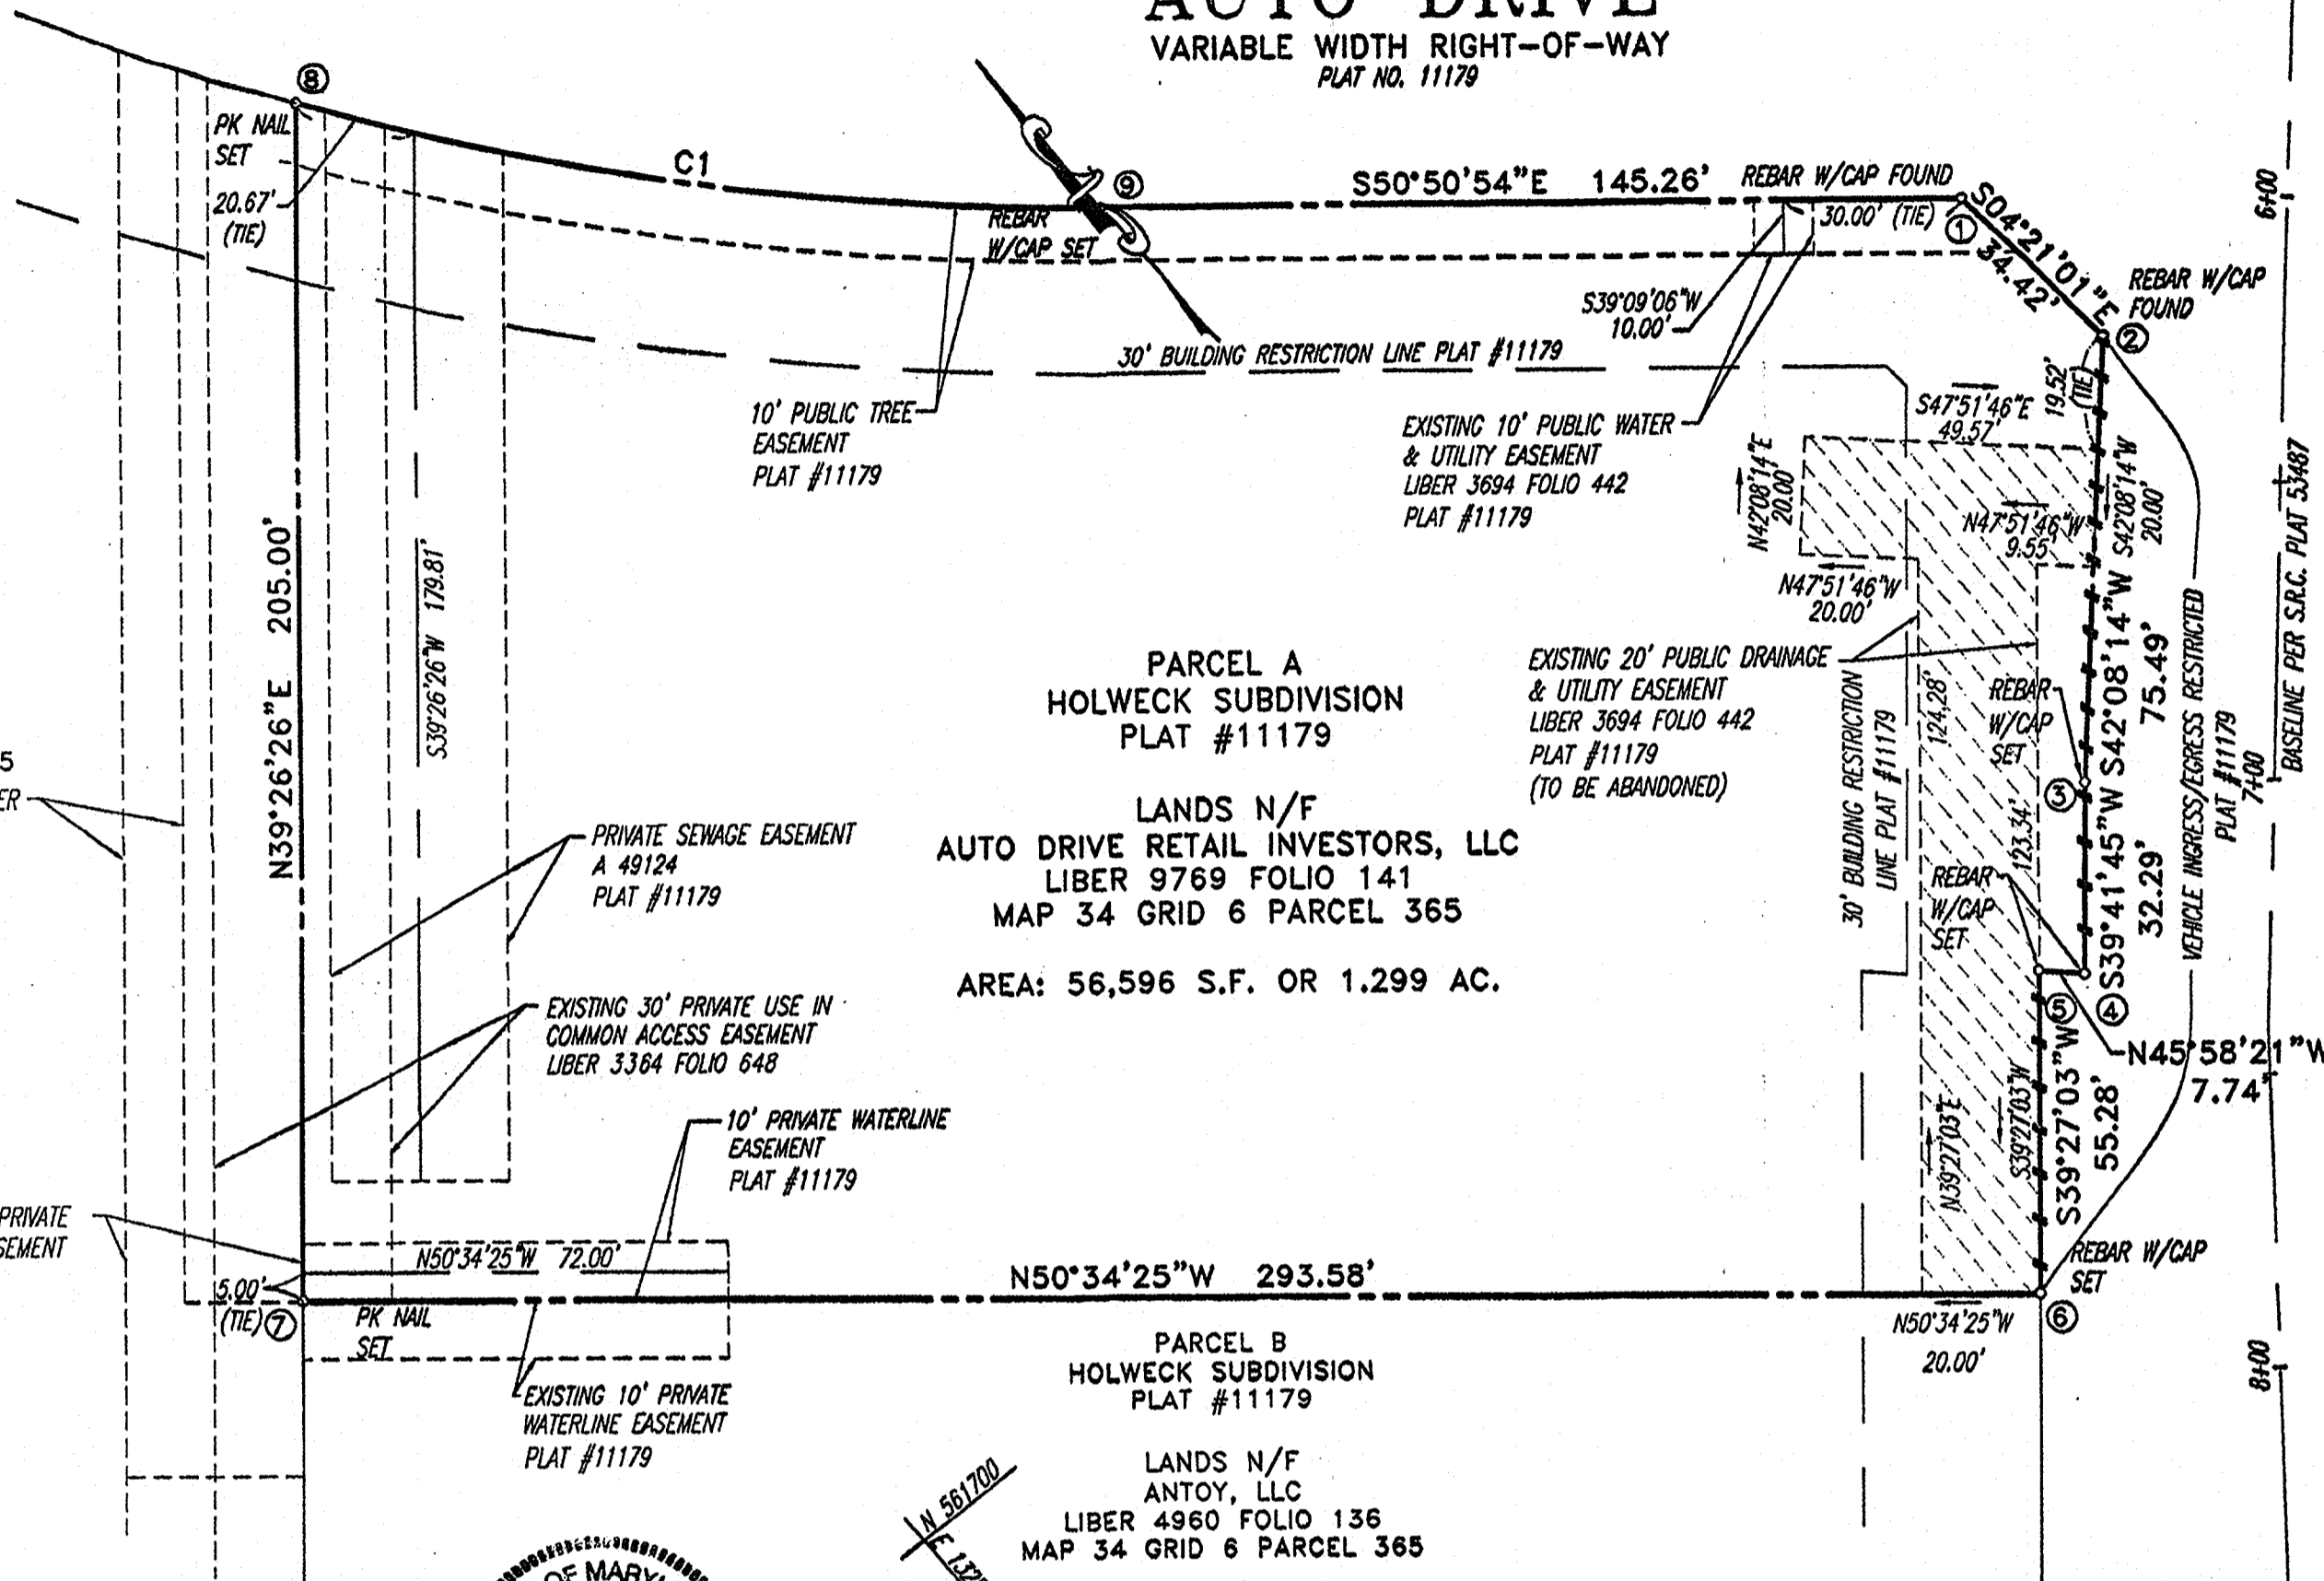 AUTO DRIVE
VARIABLE WIDTH RIGHT-OF-WAY
PLAT NO. 11179
8
PK NAIL
SET
20.67'
(TIE)
C1
9
REBAR
W/CAP SET
S50°50'54"E 145.26'
REBAR W/CAP FOUND
30.00' (TIE)
1
S04°21'01"E
34.42'
REBAR W/CAP
FOUND
2
6+00
S39°09'06"W
10.00'
30' BUILDING RESTRICTION LINE PLAT #11179
10' PUBLIC TREE
EASEMENT
PLAT #11179
EXISTING 10' PUBLIC WATER
& UTILITY EASEMENT
LIBER 3694 FOLIO 442
PLAT #11179
19.52'
(TIE)
S47°51'46"E
49.57'
N42°08'14"E
20.00'
N47°51'46"W
9.55'
S42°08'14"W
20.00'
N47°51'46"W
20.00'
BASELINE PER S.R.C. PLAT 53487
N39°26'26"E 205.00'
S39°26'26"W 179.81'
PARCEL A
HOLWECK SUBDIVISION
PLAT #11179
LANDS N/F
AUTO DRIVE RETAIL INVESTORS, LLC
LIBER 9769 FOLIO 141
MAP 34 GRID 6 PARCEL 365
AREA: 56,596 S.F. OR 1.299 AC.
EXISTING 20' PUBLIC DRAINAGE
& UTILITY EASEMENT
LIBER 3694 FOLIO 442
PLAT #11179
(TO BE ABANDONED)
30' BUILDING RESTRICTION
LINE PLAT #11179
124.28'
123.34'
REBAR
W/CAP
SET
3
S42°08'14"W
75.49'
VEHICLE INGRESS/EGRESS RESTRICTED
PLAT #11179
7+00
5
ER
PRIVATE SEWAGE EASEMENT
A 49124
PLAT #11179
REBAR
W/CAP
SET
S39°41'45"W
32.29'
EXISTING 30' PRIVATE USE IN
COMMON ACCESS EASEMENT
LIBER 3364 FOLIO 648
5
4
N45°58'21"W
7.74'
10' PRIVATE WATERLINE
EASEMENT
PLAT #11179
N39°27'03"E
S39°27'03"W
S39°27'03"W
55.28'
PRIVATE
SEMENT
N50°34'25"W 72.00'
N50°34'25"W 293.58'
REBAR W/CAP
SET
5.00'
(TIE)
7
PK NAIL
SET
6
N50°34'25"W
20.00'
8+00
PARCEL B
HOLWECK SUBDIVISION
PLAT #11179
EXISTING 10' PRIVATE
WATERLINE EASEMENT
PLAT #11179
LANDS N/F
ANTOY, LLC
LIBER 4960 FOLIO 136
MAP 34 GRID 6 PARCEL 365
N 561700
E 132
OF MARY